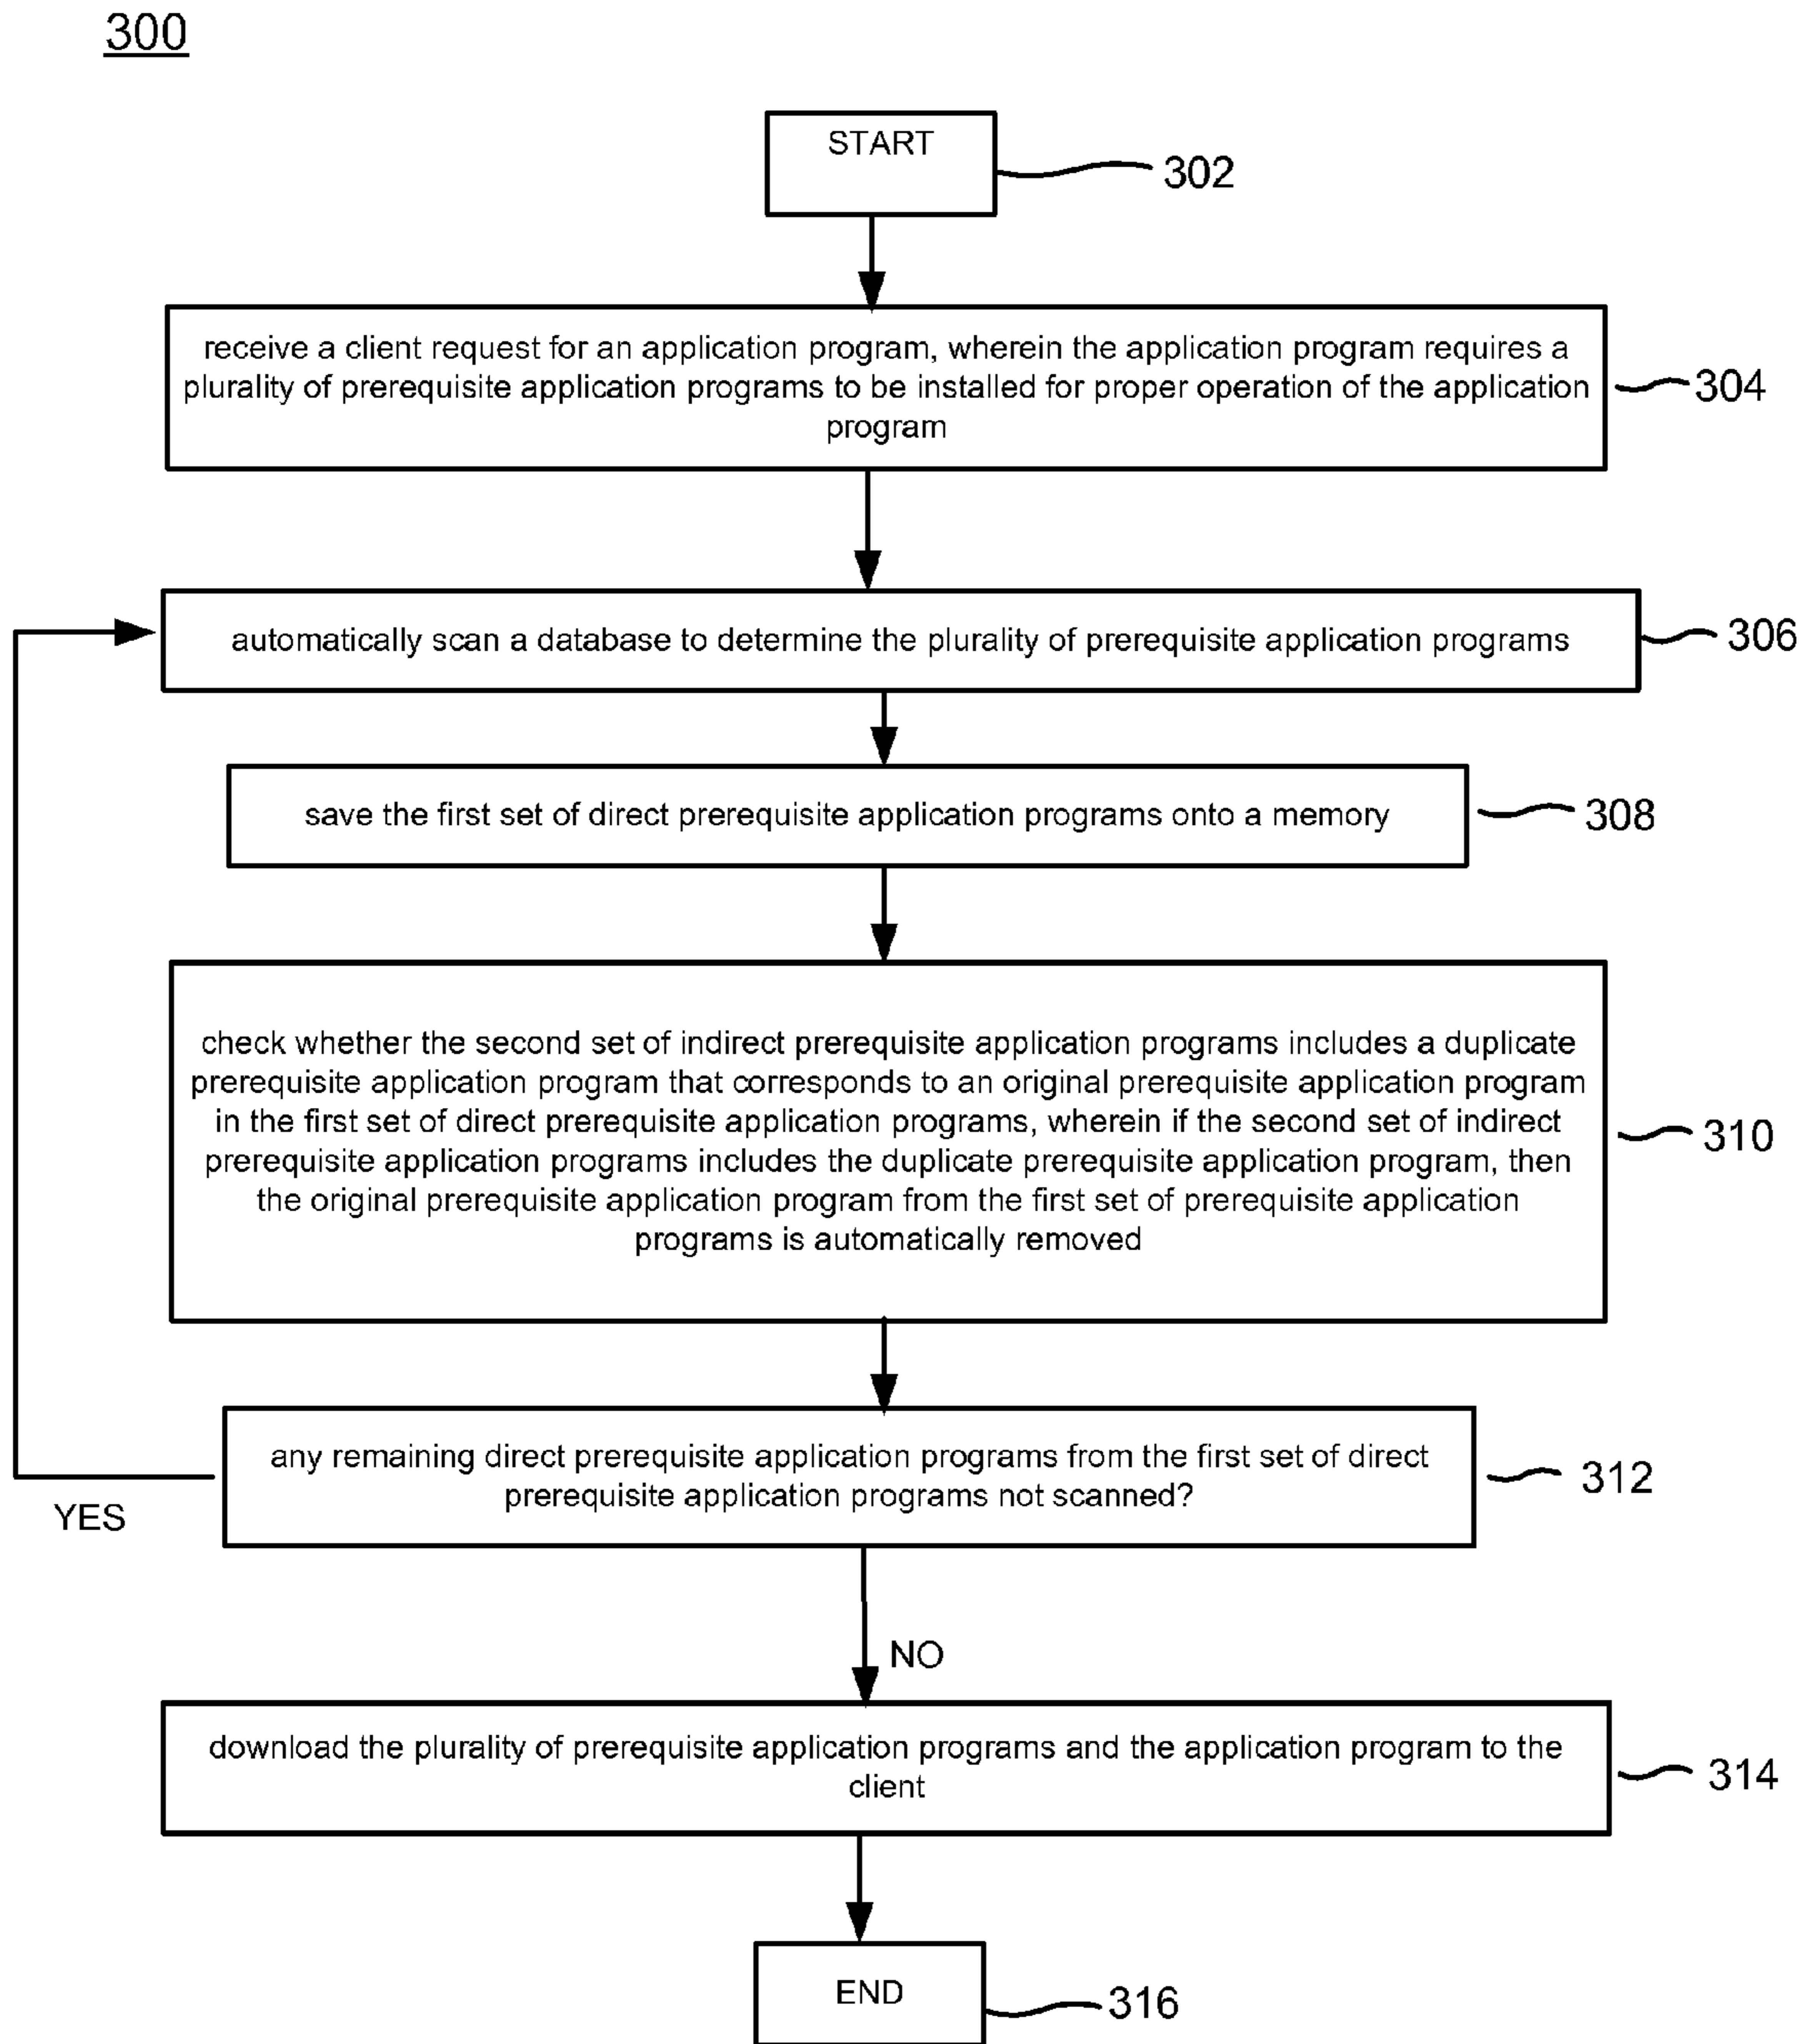 300
START
302
receive a client request for an application program, wherein the application program requires a
plurality of prerequisite application programs to be installed for proper operation of the application
program
304
automatically scan a database to determine the plurality of prerequisite application programs
306
save the first set of direct prerequisite application programs onto a memory
308
check whether the second set of indirect prerequisite application programs includes a duplicate
prerequisite application program that corresponds to an original prerequisite application program
in the first set of direct prerequisite application programs, wherein if the second set of indirect
prerequisite application programs includes the duplicate prerequisite application program, then
the original prerequisite application program from the first set of prerequisite application
programs is automatically removed
310
any remaining direct prerequisite application programs from the first set of direct
prerequisite application programs not scanned?
312
YES
NO
download the plurality of prerequisite application programs and the application program to the
client
314
END
316